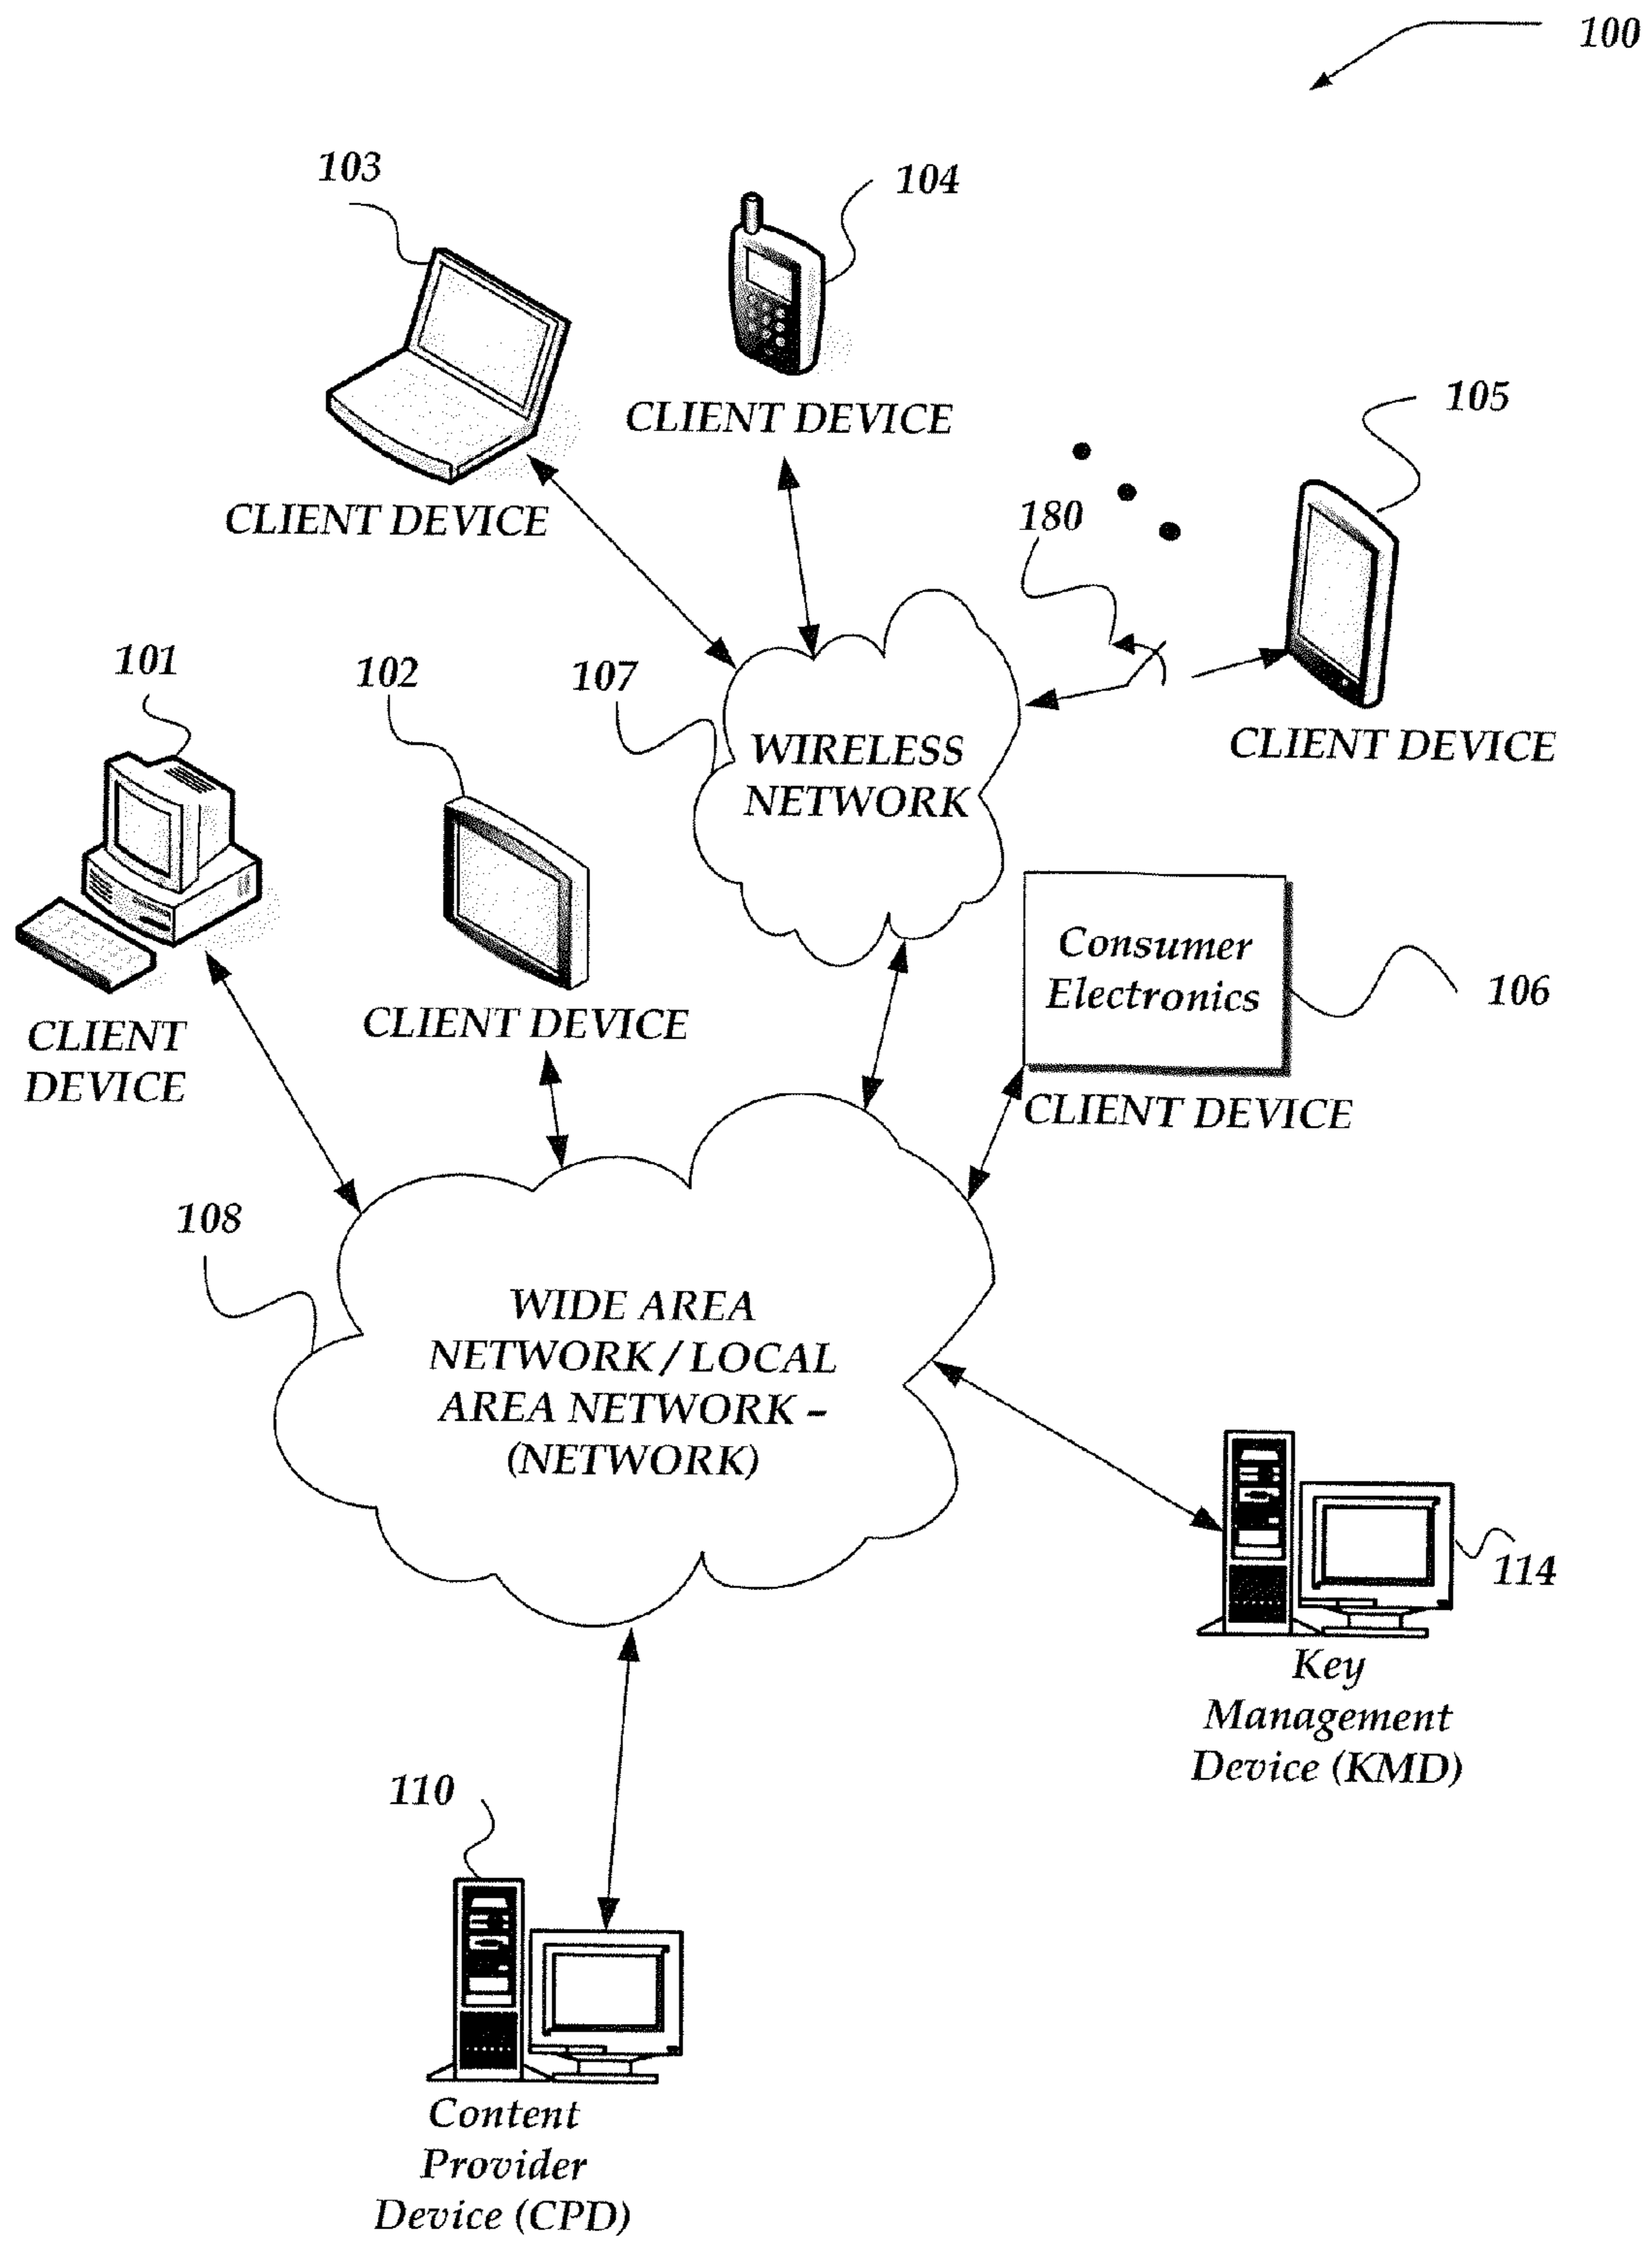 100
103
104
CLIENT DEVICE
105
CLIENT DEVICE
180
101
102
107
WIRELESS
NETWORK
CLIENT DEVICE
Consumer
Electronics
106
CLIENT DEVICE
CLIENT
DEVICE
CLIENT DEVICE
108
WIDE AREA
NETWORK / LOCAL
AREA NETWORK –
(NETWORK)
114
Key
Management
Device (KMD)
110
Content
Provider
Device (CPD)